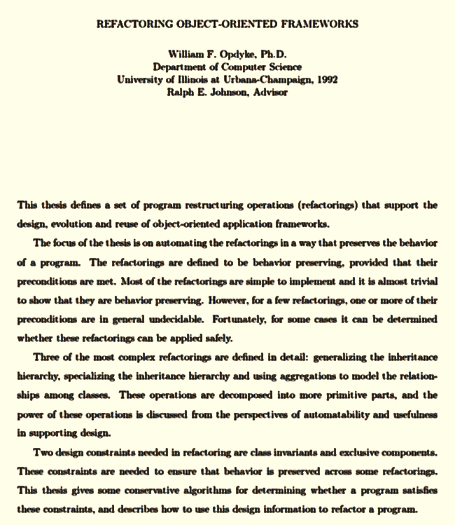 REFACTORING OBJECT-ORIENTED FRAMEWORKS
William F. Opdyke, Ph.D.
Department of Computer Science
University of Illinois at Urbana-Champaign, 1992
Ralph E. Johnson, Advisor
This thesis defines a set of program restructuring operations (refactorings) that support the
design, evolution and reuse of object-oriented application frameworks.
The focus of the thesis is on automating the refactorings in a way that preserves the behavior
of a program. The refactorings are defined to be behavior preserving, provided that their
preconditions are met. Most of the refactorings are simple to implement and it is almost trivial
to show that they are behavior preserving. However, for a few refactorings, one or more of their
preconditions are in general undecidable. Fortunately, for some cases it can be determined
whether these refactorings can be applied safely.
Three of the most complex refactorings are defined in detail: generalizing the inheritance
hierarchy, specializing the inheritance hierarchy and using aggregations to model the relation-
ships among classes. These operations are decomposed into more primitive parts, and the
power of these operations is discussed from the perspectives of automatability and usefulness
in supporting design.
Two design constraints needed in refactoring are class invariants and exclusive components.
These constraints are needed to ensure that behavior is preserved across some refactorings.
This thesis gives some conservative algorithms for determining whether a program satisfies
these constraints, and describes how to use this design information to refactor a program.